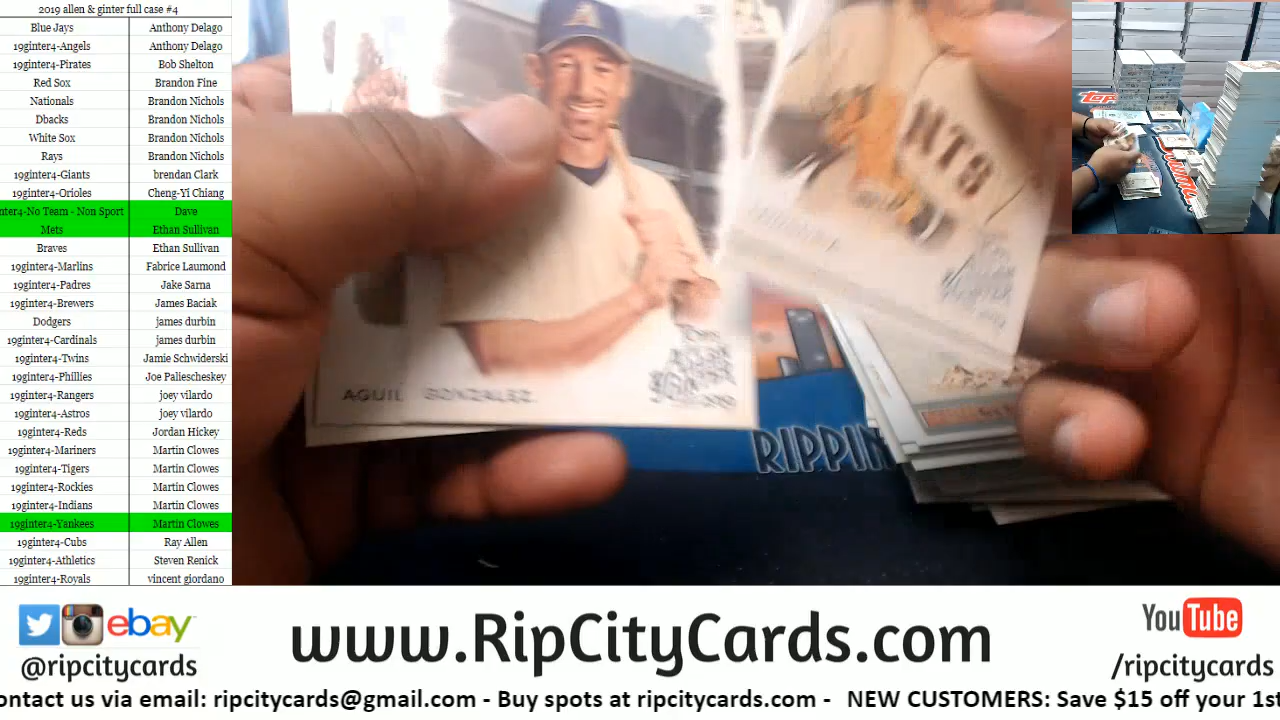 2019 allen & ginter full case #4
Blue Jays Anthony Delago
19ginter4-Angels Anthony Delago
19ginter4-Pirates Bob Shelton
Red Sox Brandon Fine
Nationals Brandon Nichols
Dbacks Brandon Nichols
White Sox Brandon Nichols
Rays Brandon Nichols
19ginter4-Giants brendan Clark
19ginter4-Orioles Cheng-Yi Chiang
nter4-No Team - Non Sport Dave
Mets Ethan Sullivan
Braves Ethan Sullivan
19ginter4-Marlins Fabrice Laumond
19ginter4-Padres Jake Sarna
19ginter4-Brewers James Baciak
Dodgers james durbin
19ginter4-Cardinals james durbin
19ginter4-Twins Jamie Schwiderski
19ginter4-Phillies Joe Paliescheskey
19ginter4-Rangers joey vilardo
19ginter4-Astros joey vilardo
19ginter4-Reds Jordan Hickey
19ginter4-Mariners Martin Clowes
19ginter4-Tigers Martin Clowes
19ginter4-Rockies Martin Clowes
19ginter4-Indians Martin Clowes
19ginter4-Yankees Martin Clowes
19ginter4-Cubs Ray Allen
19ginter4-Athletics Steven Renick
19ginter4-Royals vincent giordano
NTS
AGUIL GONZALEZ
RIPPIN
ebay
@ripcitycards
www.RipCityCards.com
YouTube
/ripcitycards
ontact us via email: ripcitycards@gmail.com - Buy spots at ripcitycards.com - NEW CUSTOMERS: Save $15 off your 1st